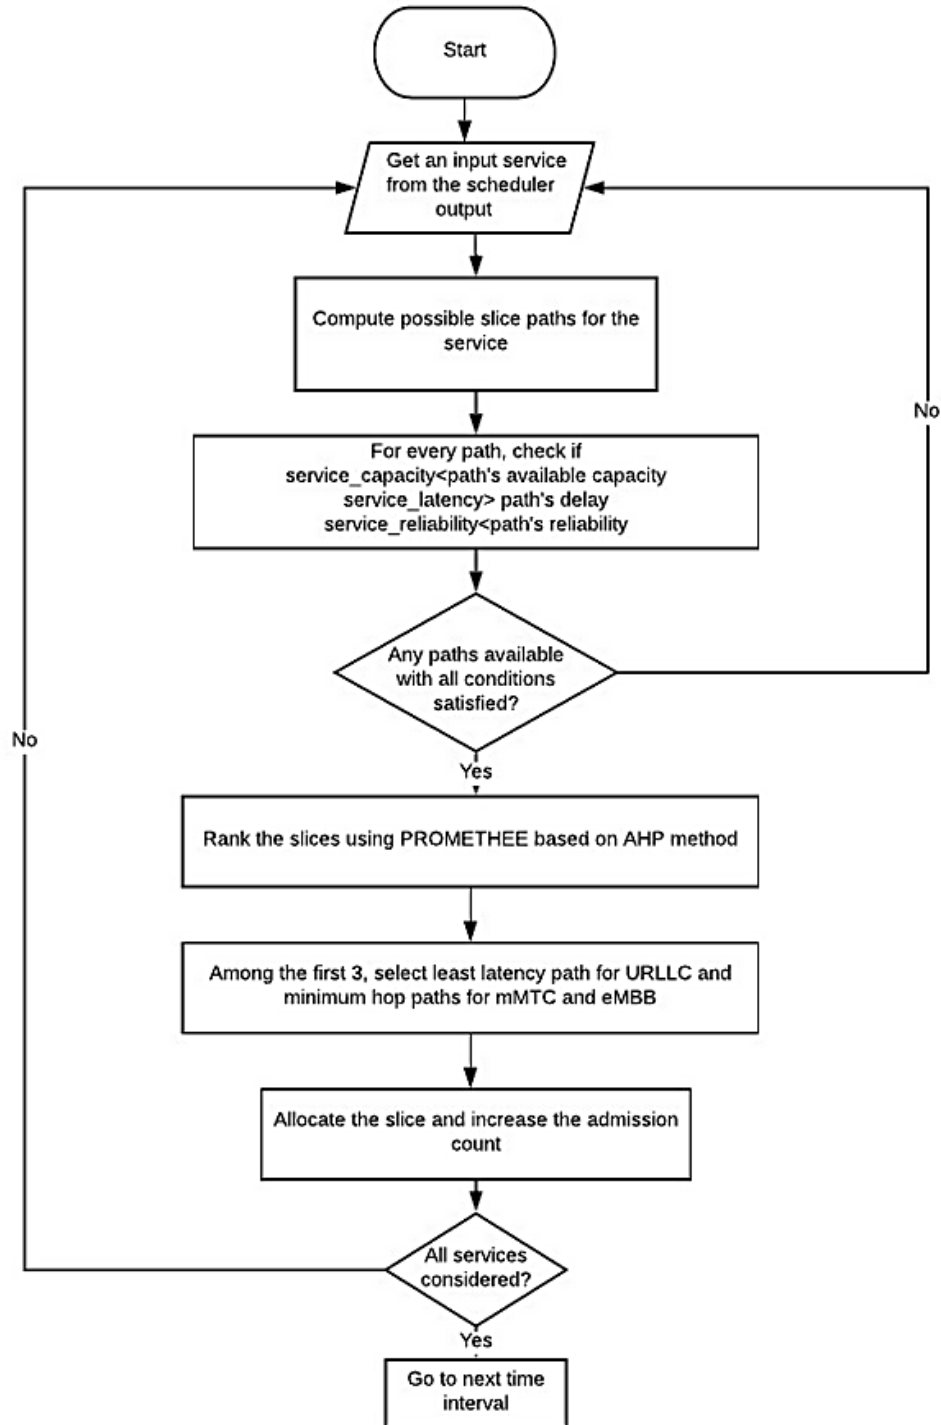 Start
Get an input service
from the scheduler
output
Compute possible slice paths for the
service
For every path, check if
service_capacity<path's available capacity
service_latency> path's delay
service_reliability<path's reliability
No
Any paths available
with all conditions
satisfied?
No
Yes
Rank the slices using PROMETHEE based on AHP method
Among the first 3, select least latency path for URLLC and
minimum hop paths for mMTC and eMBB
Allocate the slice and increase the admission
count
All services
considered?
Yes
Go to next time
interval